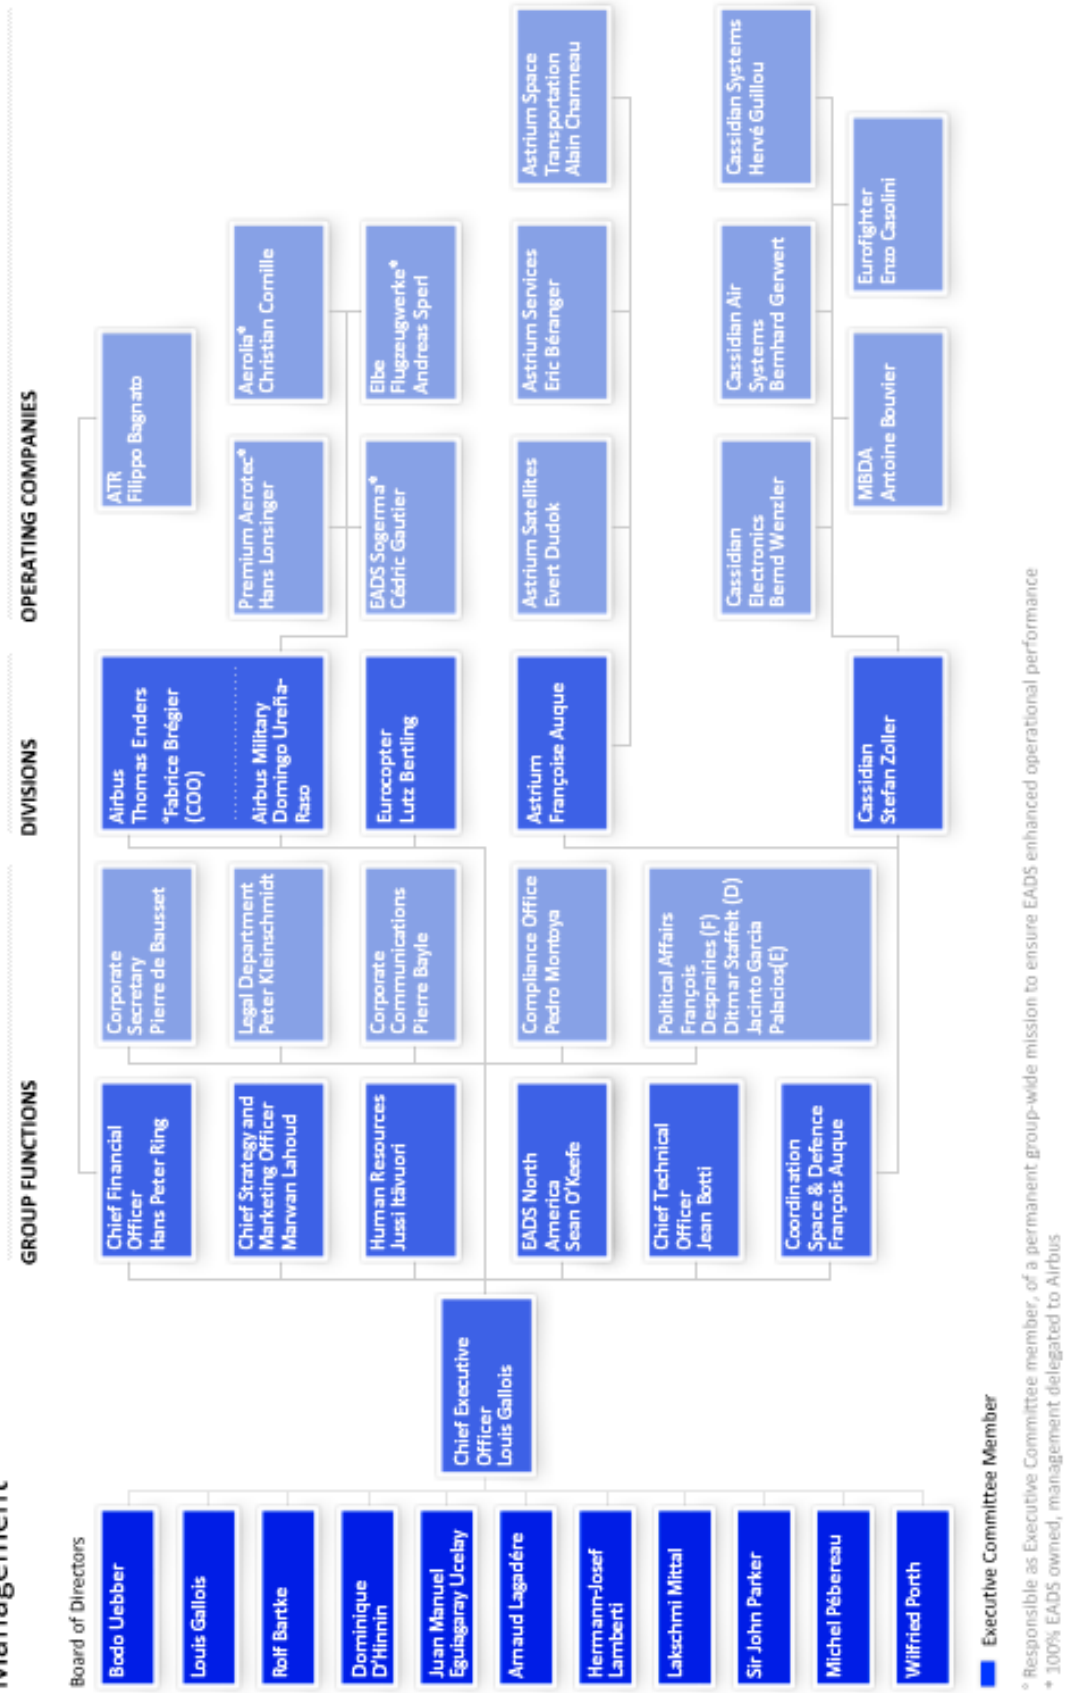 Management
Board of Directors
Bodo Uebber
Louis Gallois
Rolf Bartke
Dominique
D'Hinnin
Juan Manuel
Eguiagaray Ucelay
Arnaud Lagadére
Hermann-Josef
Lamberti
Lakschmi Mittal
Sir John Parker
Michel Pébereau
Wilfried Porth
Chief Executive
Officer
Louis Gallois
GROUP FUNCTIONS
Chief Financial
Officer
Hans Peter Ring
Chief Strategy and
Marketing Officer
Marwan Lahoud
Human Resources
Jussi Itävuori
EADS North
America
Sean O'Keefe
Chief Technical
Officer
Jean Botti
Coordination
Space & Defence
François Auque
Corporate
Secretary
Pierre de Bausset
Legal Department
Peter Kleinschmidt
Corporate
Communications
Pierre Bayle
Compliance Office
Pedro Montoya
Political Affairs
François
Desprairies (F)
Ditmar Staffelt (D)
Jacinto Garcia
Palacios(E)
DIVISIONS
Airbus
Thomas Enders
°Fabrice Brégier
(COO)
Airbus Military
Domingo Ureña-
Raso
Eurocopter
Lutz Bertling
Astrium
Françoise Auque
Cassidian
Stefan Zoller
OPERATING COMPANIES
ATR
Filippo Bagnato
Premium Aerotec*
Hans Lonsinger
Aerolia*
Christian Cornille
EADS Sogerma*
Cédric Gautier
Elbe
Flugzeugwerke*
Andreas Sperl
Astrium Satellites
Evert Dudok
Astrium Services
Eric Béranger
Astrium Space
Transportation
Alain Charmeau
Cassidian
Electronics
Bernd Wenzler
Cassidian Air
Systems
Bernhard Gerwert
Cassidian Systems
Hervé Guillou
MBDA
Antoine Bouvier
Eurofighter
Enzo Casolini
Executive Committee Member
° Responsible as Executive Committee member, of a permanent group-wide mission to ensure EADS enhanced operational performance
* 100% EADS owned, management delegated to Airbus